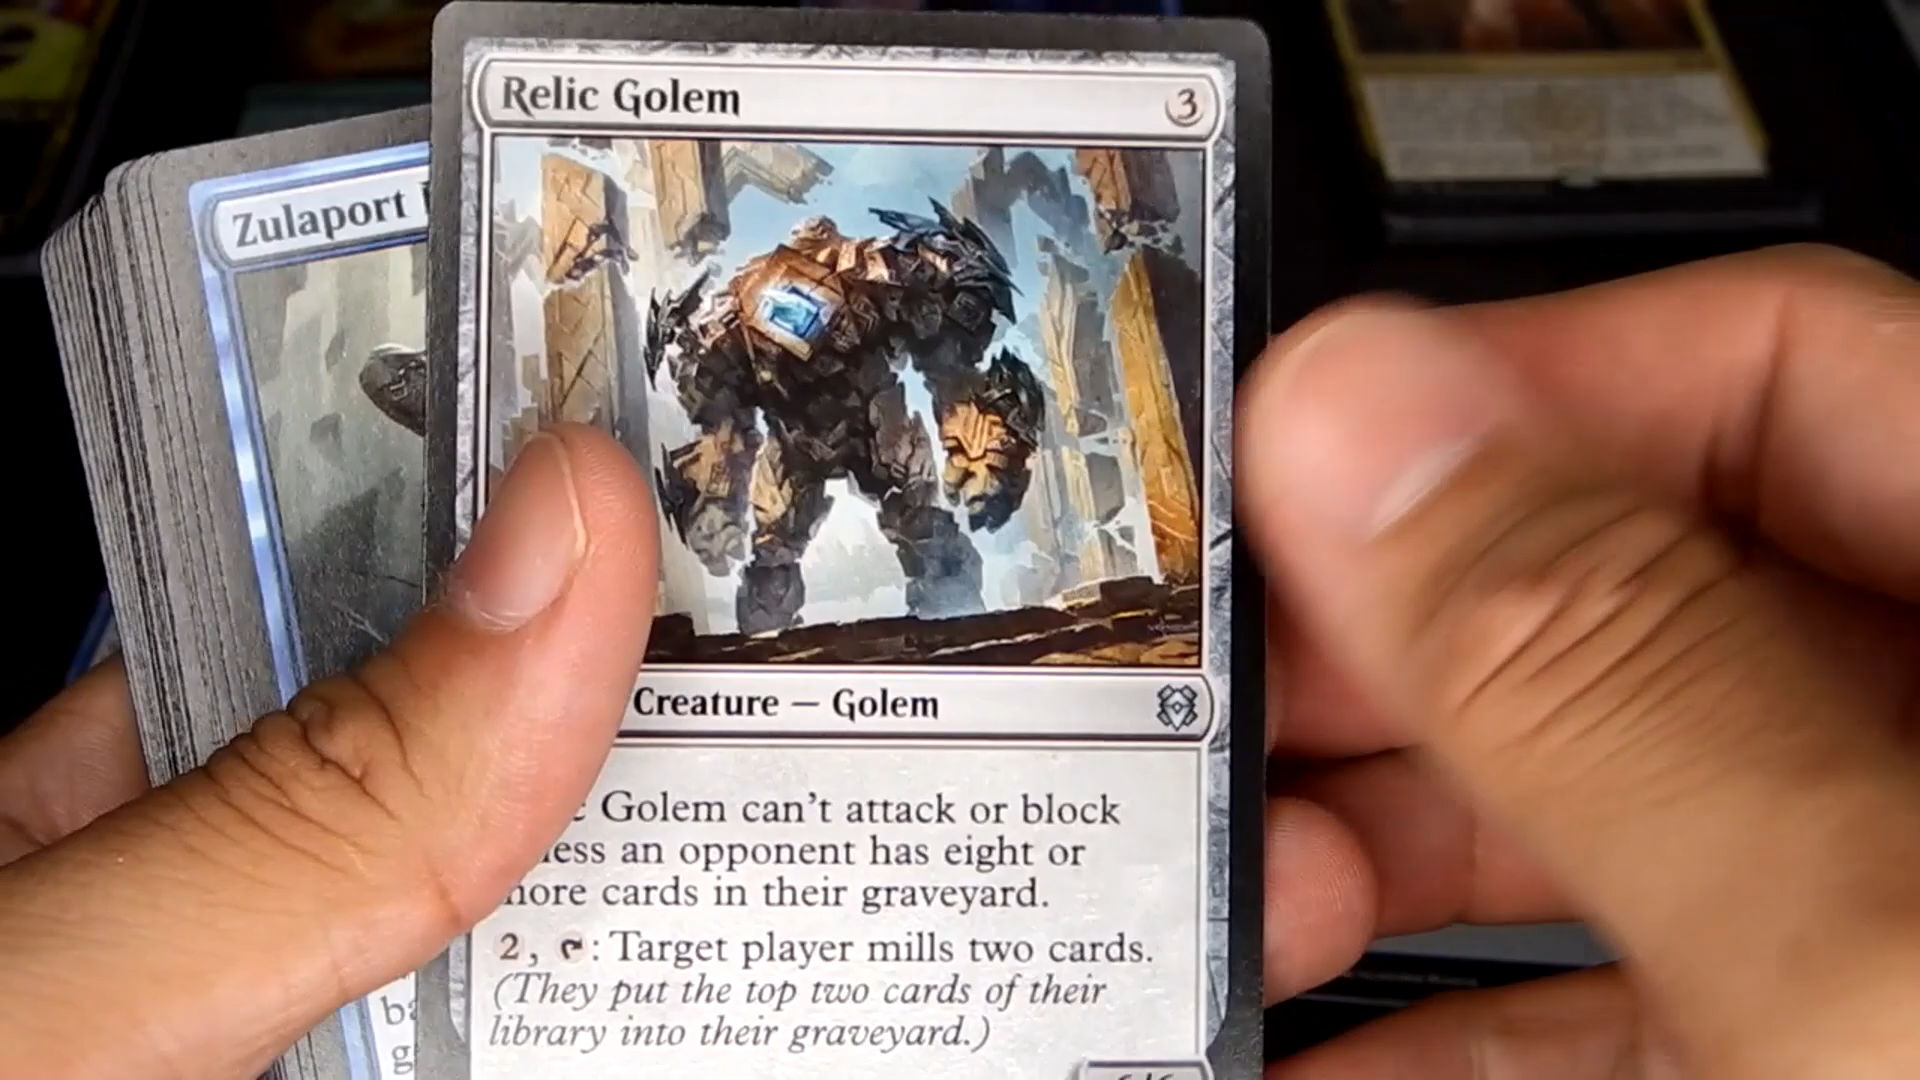 Relic Golem 3
Zulaport
Creature — Golem
Golem can't attack or block
an opponent has eight or
cards in their graveyard.
2, : Target player mills two cards.
(They put the top two cards of their
library into their graveyard.)